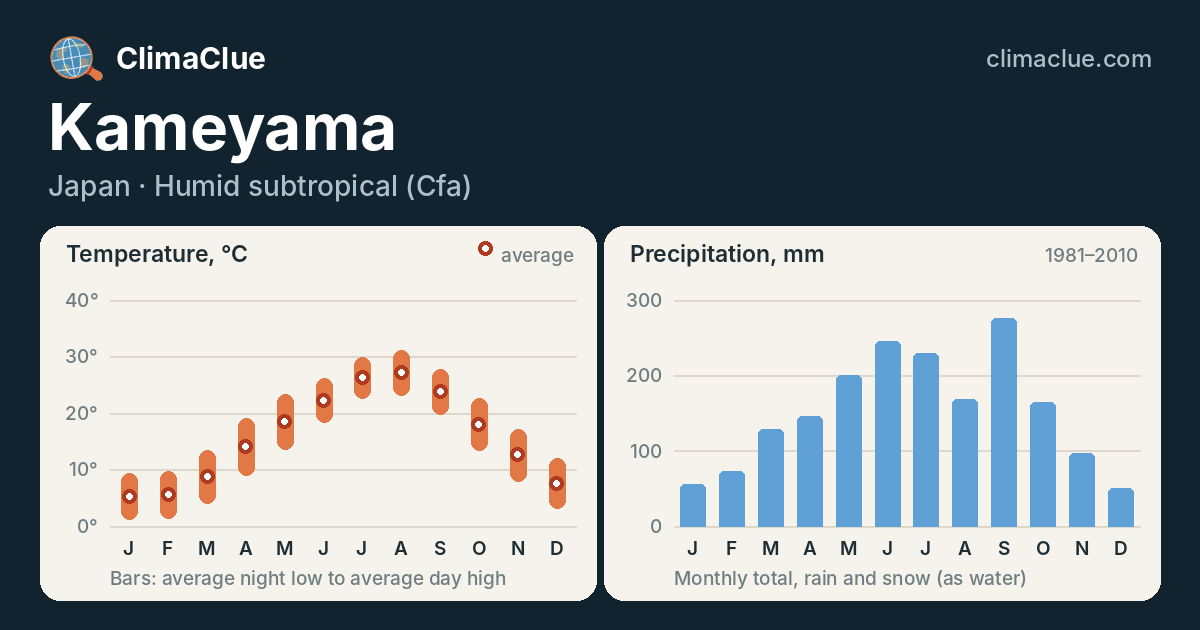 ClimaClue
climaclue.com
Kameyama
Japan · Humid subtropical (Cfa)
Temperature, °C
average
40°
30°
20°
10°
0°
J F M A M J J A S O N D
Bars: average night low to average day high
Precipitation, mm
1981–2010
300
200
100
0
J F M A M J J A S O N D
Monthly total, rain and snow (as water)